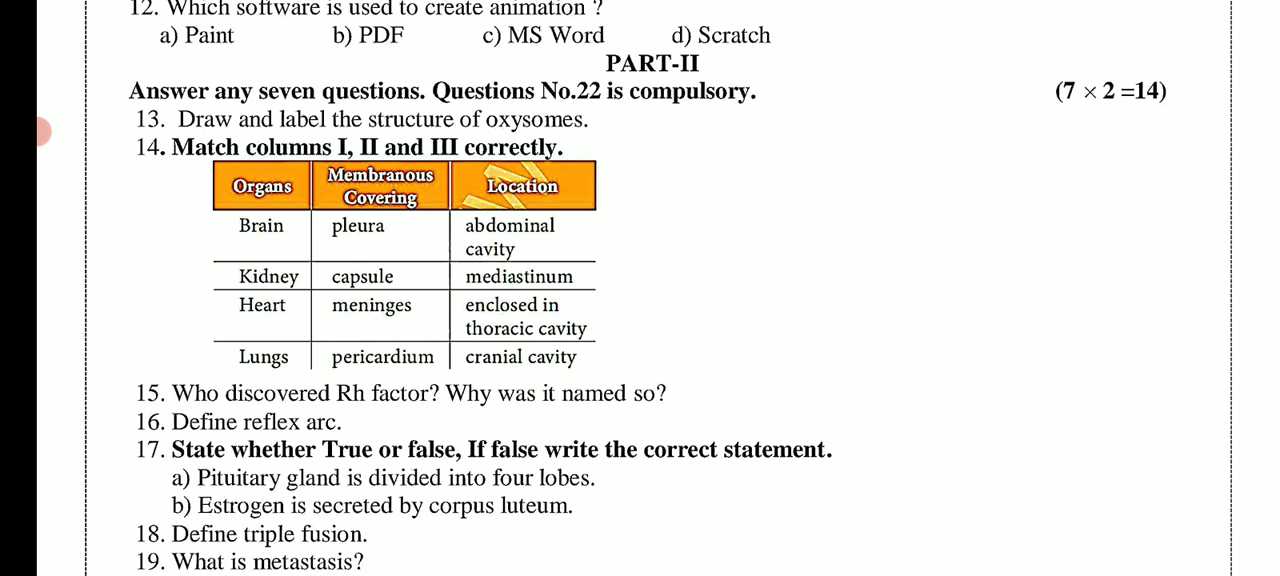 12. Which software is used to create animation ?
a) Paint b) PDF c) MS Word d) Scratch
PART-II
Answer any seven questions. Questions No.22 is compulsory. (7 × 2 =14)
13. Draw and label the structure of oxysomes.
14. Match columns I, II and III correctly.
Organs Membranous Covering Location
Brain pleura abdominal cavity
Kidney capsule mediastinum
Heart meninges enclosed in thoracic cavity
Lungs pericardium cranial cavity
15. Who discovered Rh factor? Why was it named so?
16. Define reflex arc.
17. State whether True or false, If false write the correct statement.
a) Pituitary gland is divided into four lobes.
b) Estrogen is secreted by corpus luteum.
18. Define triple fusion.
19. What is metastasis?